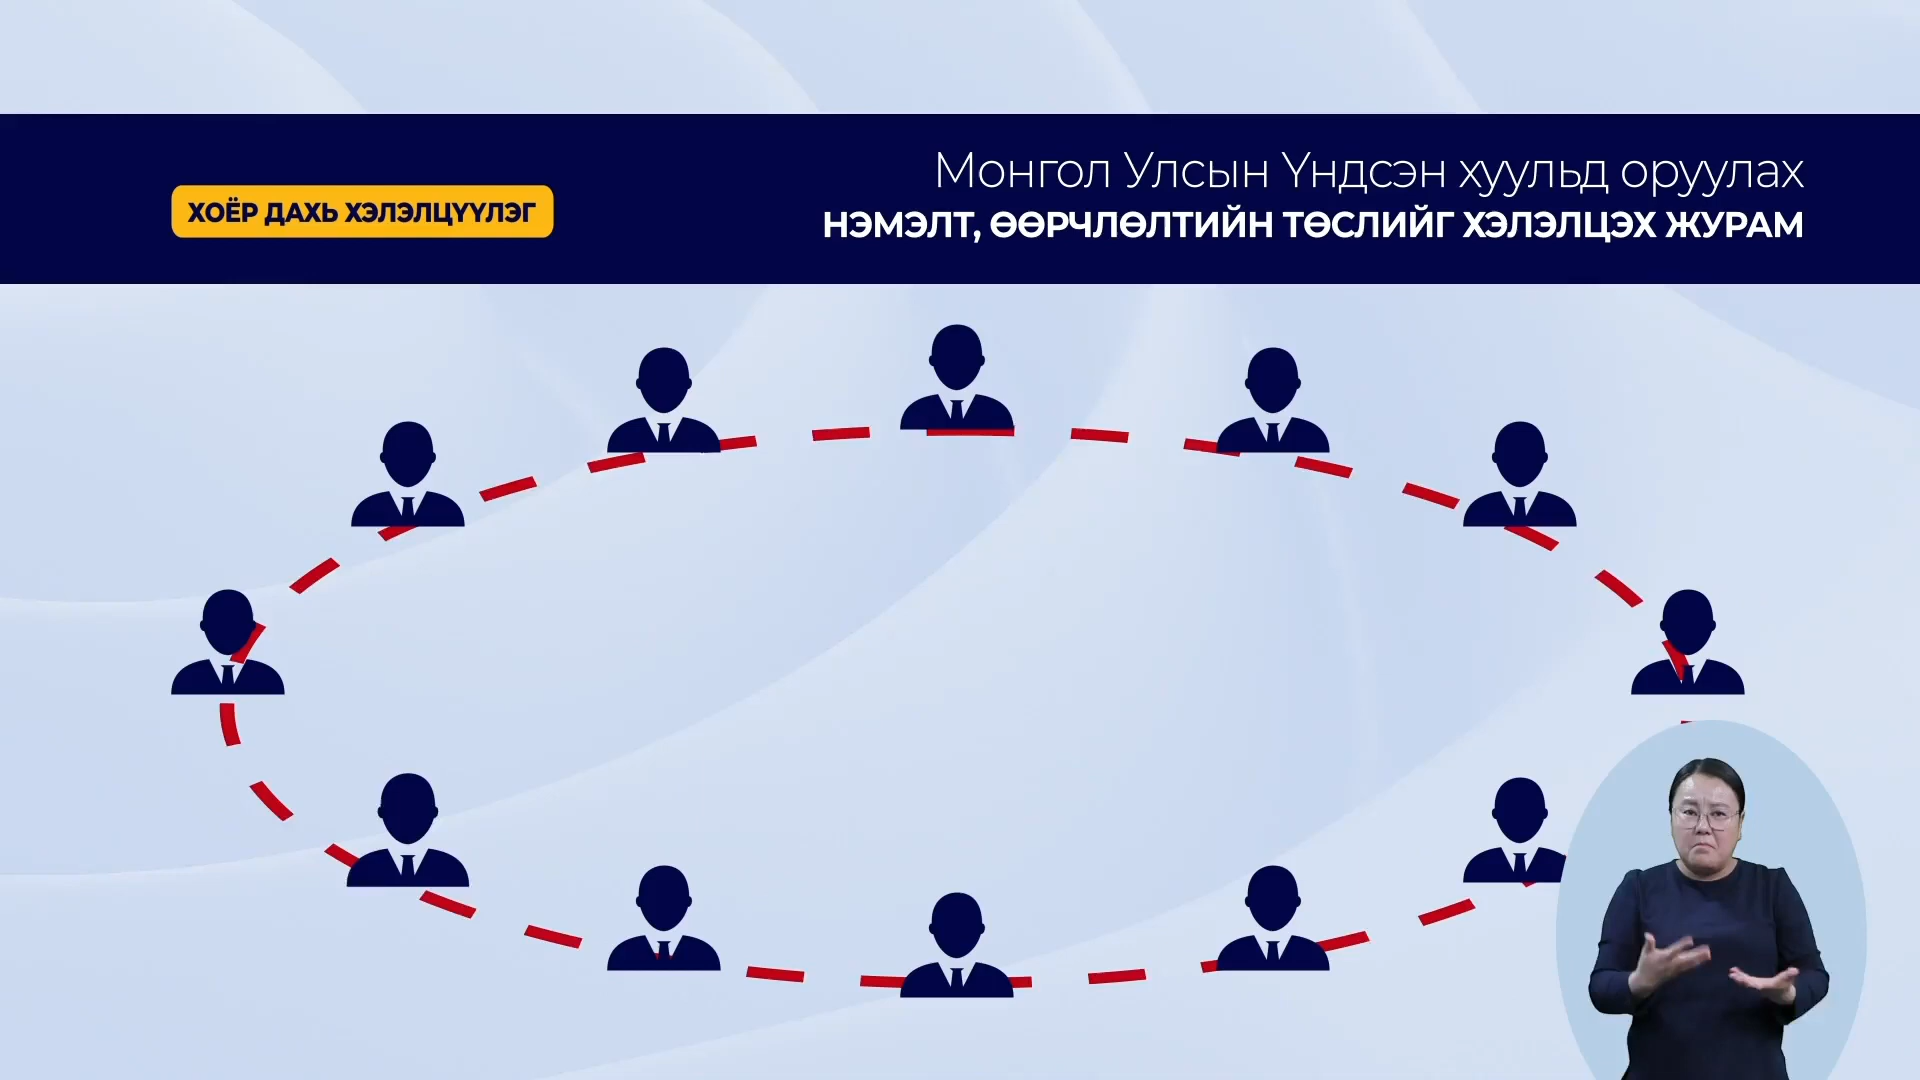 ХОЁР ДАХЬ ХЭЛЭЛЦҮҮЛЭГ
Монгол Улсын Үндсэн хуульд оруулах
НЭМЭЛТ, ӨӨРЧЛӨЛТИЙН ТӨСЛИЙГ ХЭЛЭЛЦЭХ ЖУРАМ